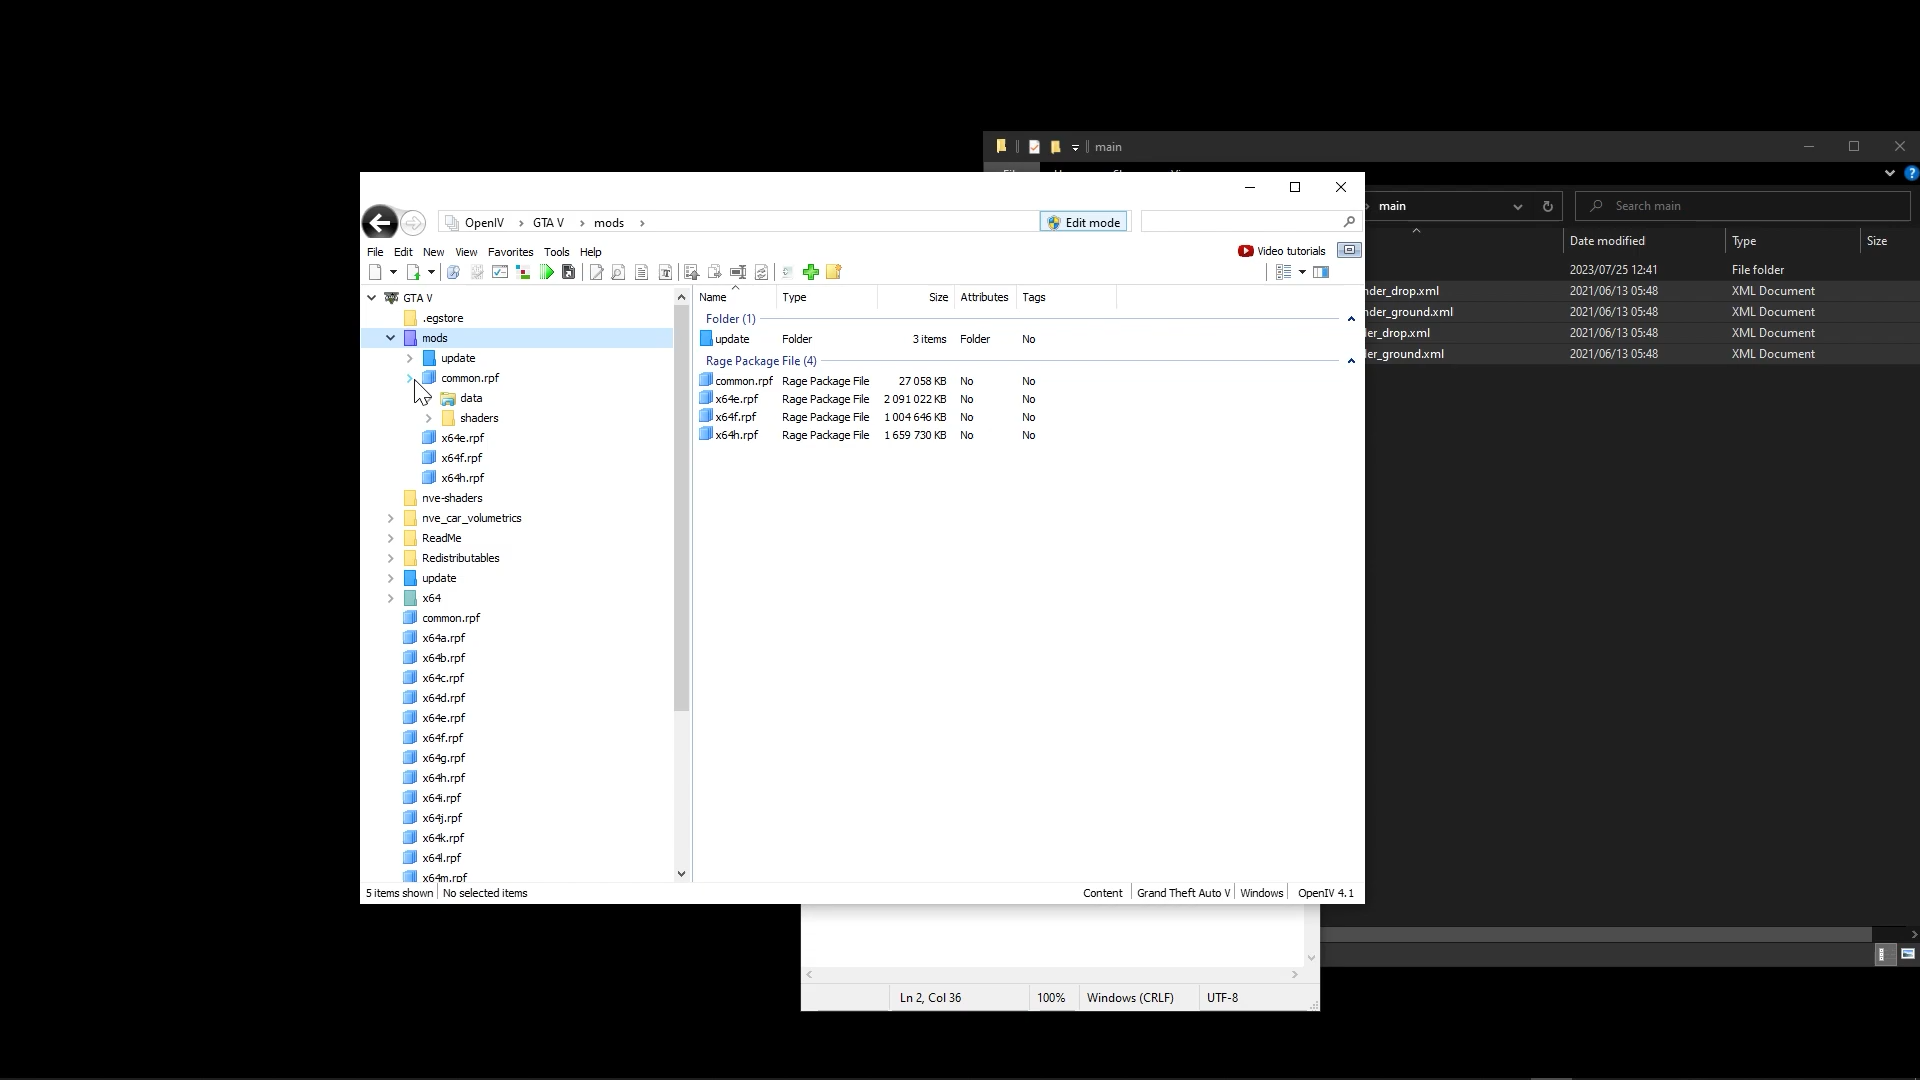 main
OpenIV
GTA V
mods
Edit mode
main
Search main
File Edit New View Favorites Tools Help
Video tutorials
Date modified Type Size
2023/07/25 12:41 File folder
nder_drop.xml 2021/06/13 05:48 XML Document
nder_ground.xml 2021/06/13 05:48 XML Document
er_drop.xml 2021/06/13 05:48 XML Document
er_ground.xml 2021/06/13 05:48 XML Document
GTA V
.egstore
mods
update
common.rpf
data
shaders
x64e.rpf
x64f.rpf
x64h.rpf
nve-shaders
nve_car_volumetrics
ReadMe
Redistributables
update
x64
common.rpf
x64a.rpf
x64b.rpf
x64c.rpf
x64d.rpf
x64e.rpf
x64f.rpf
x64g.rpf
x64h.rpf
x64i.rpf
x64j.rpf
x64k.rpf
x64l.rpf
x64m.rpf
Name Type Size Attributes Tags
Folder (1)
update Folder 3 items Folder No
Rage Package File (4)
common.rpf Rage Package File 27 058 KB No No
x64e.rpf Rage Package File 2 091 022 KB No No
x64f.rpf Rage Package File 1 004 646 KB No No
x64h.rpf Rage Package File 1 659 730 KB No No
5 items shown No selected items
Content Grand Theft Auto V Windows OpenIV 4.1
Ln 2, Col 36 100% Windows (CRLF) UTF-8